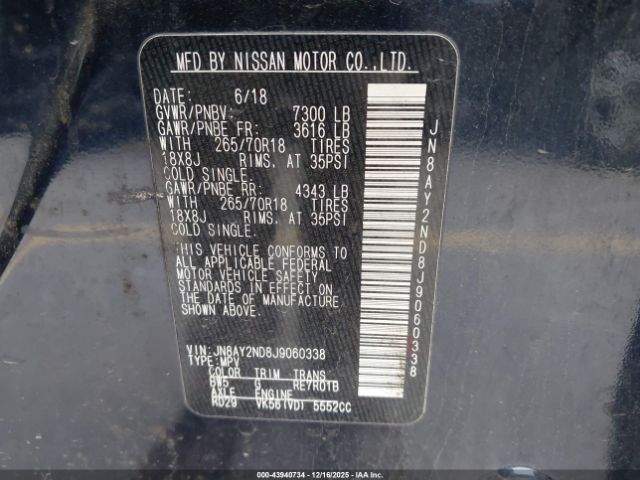 MFD BY NISSAN MOTOR CO.,LTD.
DATE: 6/18
GVWR/PNBV: 7300 LB
GAWR/PNBE FR: 3616 LB
WITH 265/70R18 TIRES
18X8J RIMS, AT 35PSI
COLD SINGLE.
GAWR/PNBE RR: 4343 LB
WITH 265/70R18 TIRES
18X8J RIMS, AT 35PSI
COLD SINGLE.
THIS VEHICLE CONFORMS TO
ALL APPLICABLE FEDERAL
MOTOR VEHICLE SAFETY
STANDARDS IN EFFECT ON
THE DATE OF MANUFACTURE
SHOWN ABOVE.
VIN: JN8AY2ND8J9060338
TYPE: MPV
COLOR TRIM TRANS
BW5 G RE7R01B
AXLE ENGINE
RD29 VK56(VD) 5552CC
JN8AY2ND8J9060338
000-43940734 — 12/16/2025 — IAA Inc.